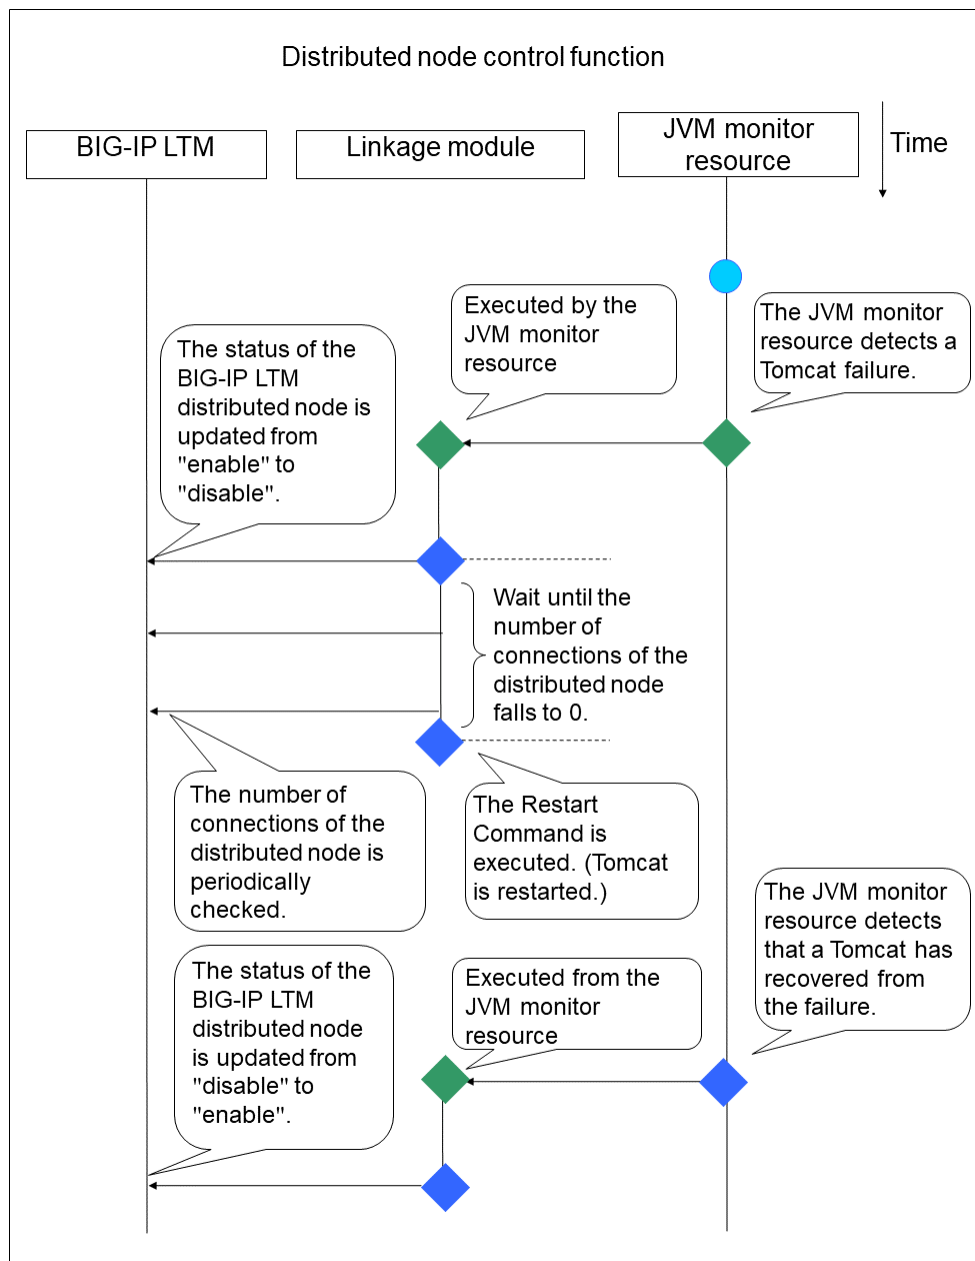 Distributed node control function
BIG-IP LTM
Linkage module
JVM monitor
resource
Time
Executed by the
JVM monitor
resource
The JVM monitor
resource detects a
Tomcat failure.
The status of the
BIG-IP LTM
distributed node is
updated from
"enable" to
"disable".
Wait until the
number of
connections of the
distributed node
falls to 0.
The number of
connections of the
distributed node is
periodically
checked.
The Restart
Command is
executed. (Tomcat
is restarted.)
The JVM monitor
resource detects
that a Tomcat has
recovered from
the failure.
The status of the
BIG-IP LTM
distributed node
is updated from
"disable" to
"enable".
Executed from the
JVM monitor
resource